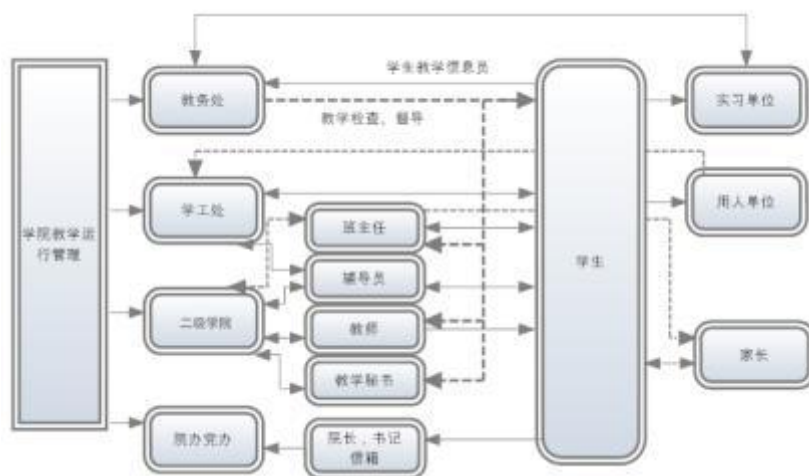 学生教学信息员
教务处
实习单位
教学检查、督导
学工处
用人单位
班主任
学院教学运
行管理
学生
辅导员
二级学院
教师
家长
教学秘书
院办党办
院长，书记
信箱